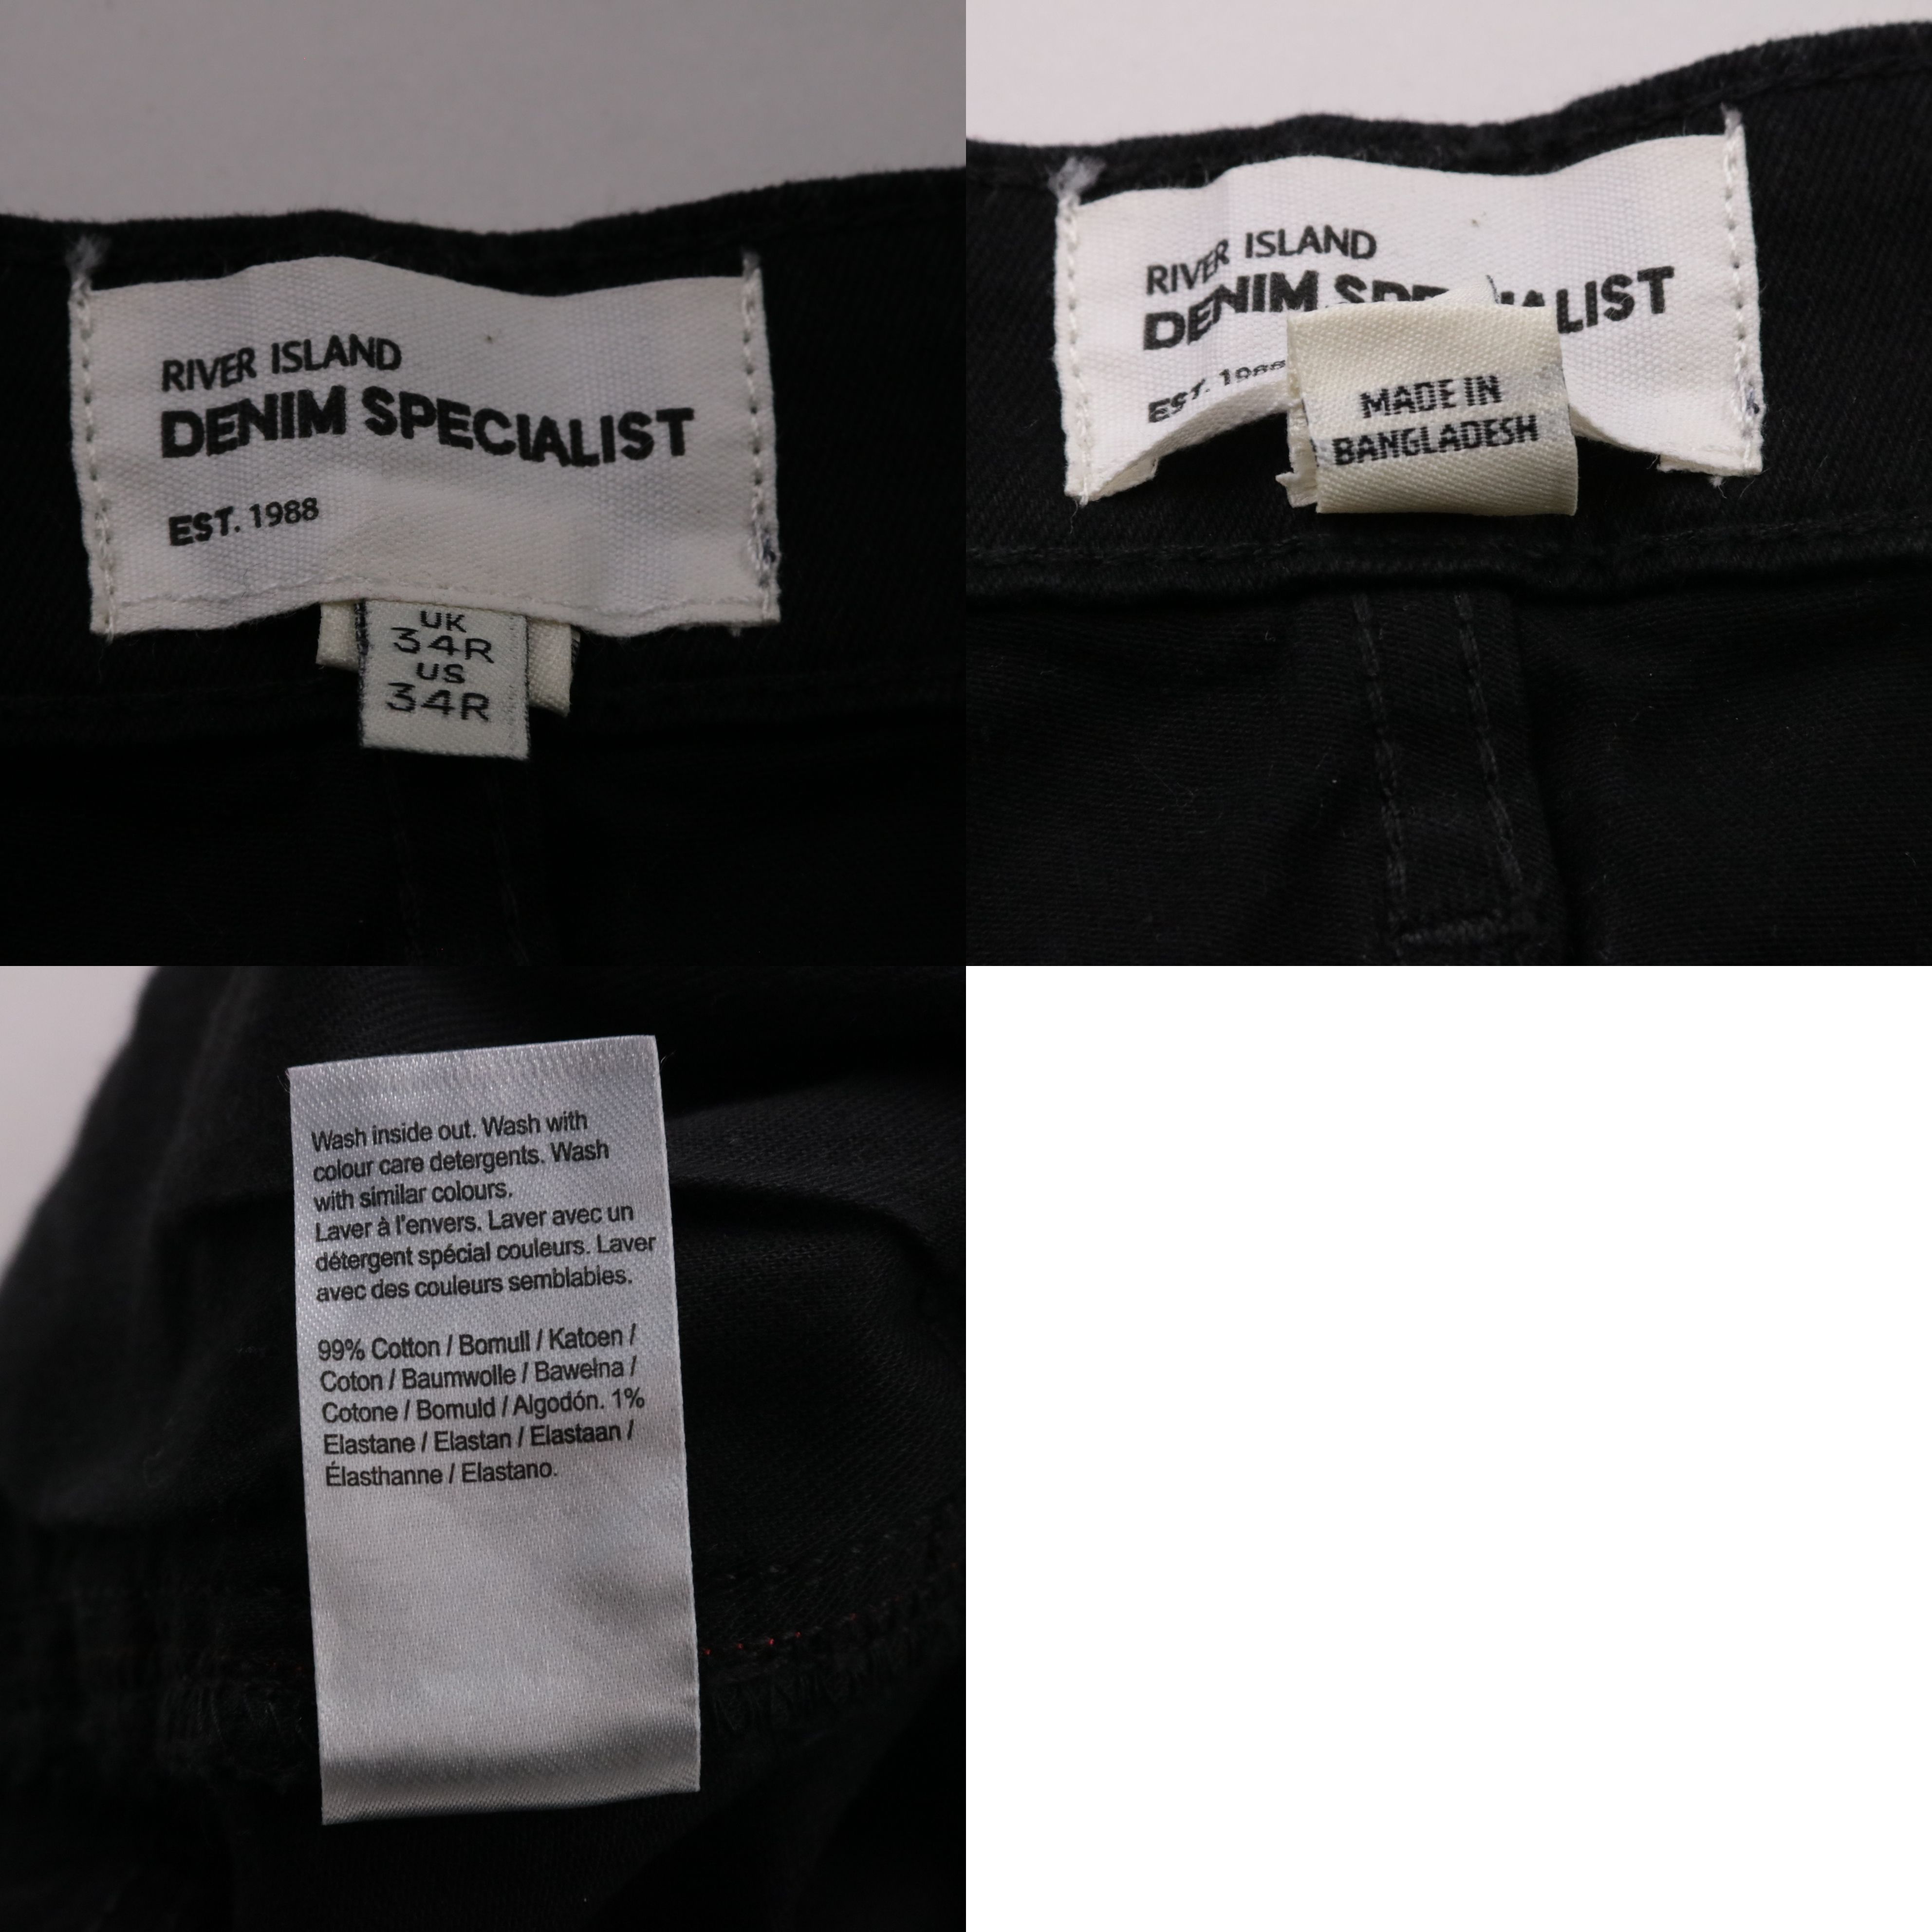 RIVER ISLAND
DENIM SPECIALIST
EST. 1988
UK
34R
US
34R
RIVER ISLAND
DENIM
LIST
EST.
MADE IN
BANGLADESH
Wash inside out. Wash with
colour care detergents. Wash
with similar colours.
Laver à l'envers. Laver avec un
détergent spécial couleurs. Laver
avec des couleurs semblables.
99% Cotton / Bomull / Katoen /
Coton / Baumwolle / Bawełna /
Cotone / Bomuld / Algodón. 1%
Elastane / Elastan / Elastaan /
Élasthanne / Elastano.